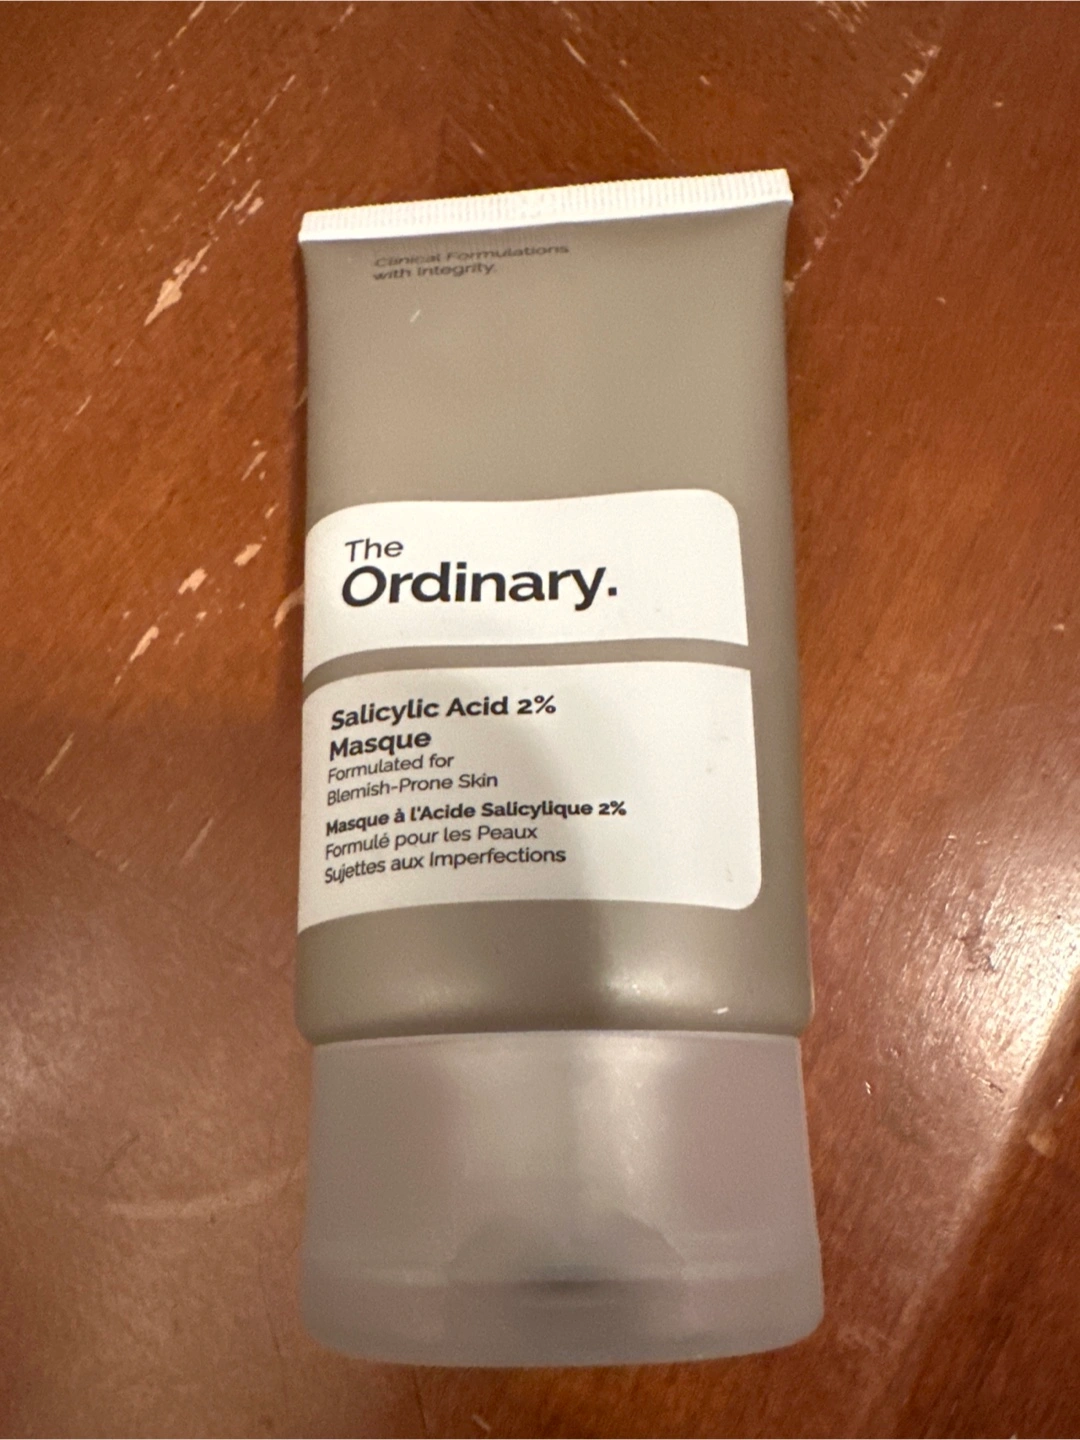 Clinical Formulations
with Integrity.
The
Ordinary.
Salicylic Acid 2%
Masque
Formulated for
Blemish-Prone Skin
Masque à l'Acide Salicylique 2%
Formulé pour les Peaux
Sujettes aux Imperfections